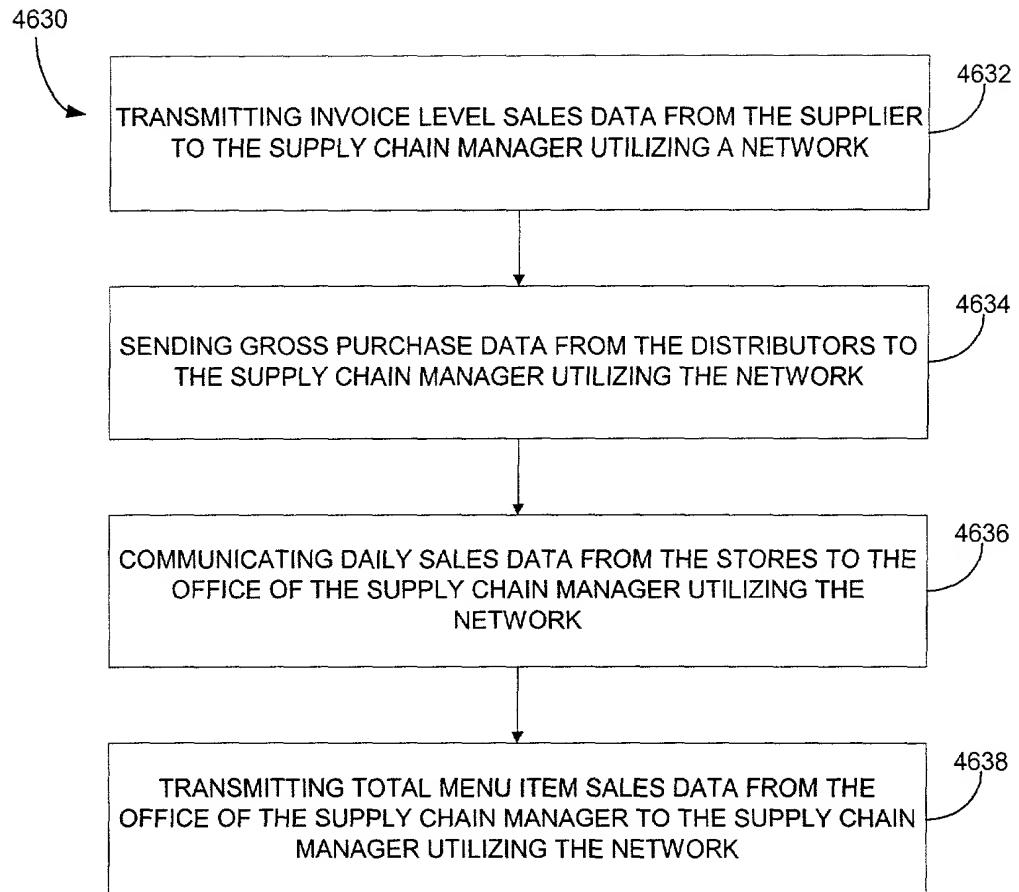 4630
4632
TRANSMITTING INVOICE LEVEL SALES DATA FROM THE SUPPLIER
TO THE SUPPLY CHAIN MANAGER UTILIZING A NETWORK
4634
SENDING GROSS PURCHASE DATA FROM THE DISTRIBUTORS TO
THE SUPPLY CHAIN MANAGER UTILIZING THE NETWORK
4636
COMMUNICATING DAILY SALES DATA FROM THE STORES TO THE
OFFICE OF THE SUPPLY CHAIN MANAGER UTILIZING THE
NETWORK
4638
TRANSMITTING TOTAL MENU ITEM SALES DATA FROM THE
OFFICE OF THE SUPPLY CHAIN MANAGER TO THE SUPPLY CHAIN
MANAGER UTILIZING THE NETWORK